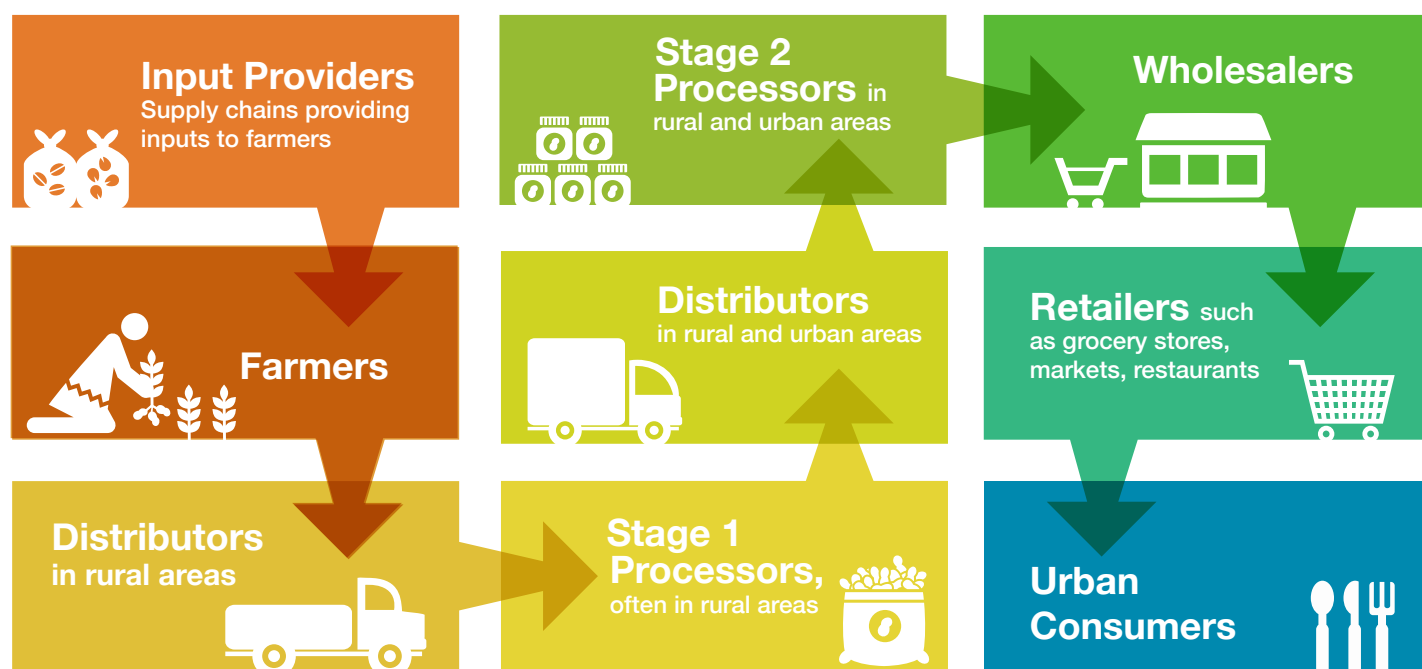 Input Providers
Supply chains providing
inputs to farmers
Farmers
Distributors
in rural areas
Stage 1
Processors,
often in rural areas
Distributors
in rural and urban areas
Stage 2
Processors in
rural and urban areas
Wholesalers
Retailers such
as grocery stores,
markets, restaurants
Urban
Consumers